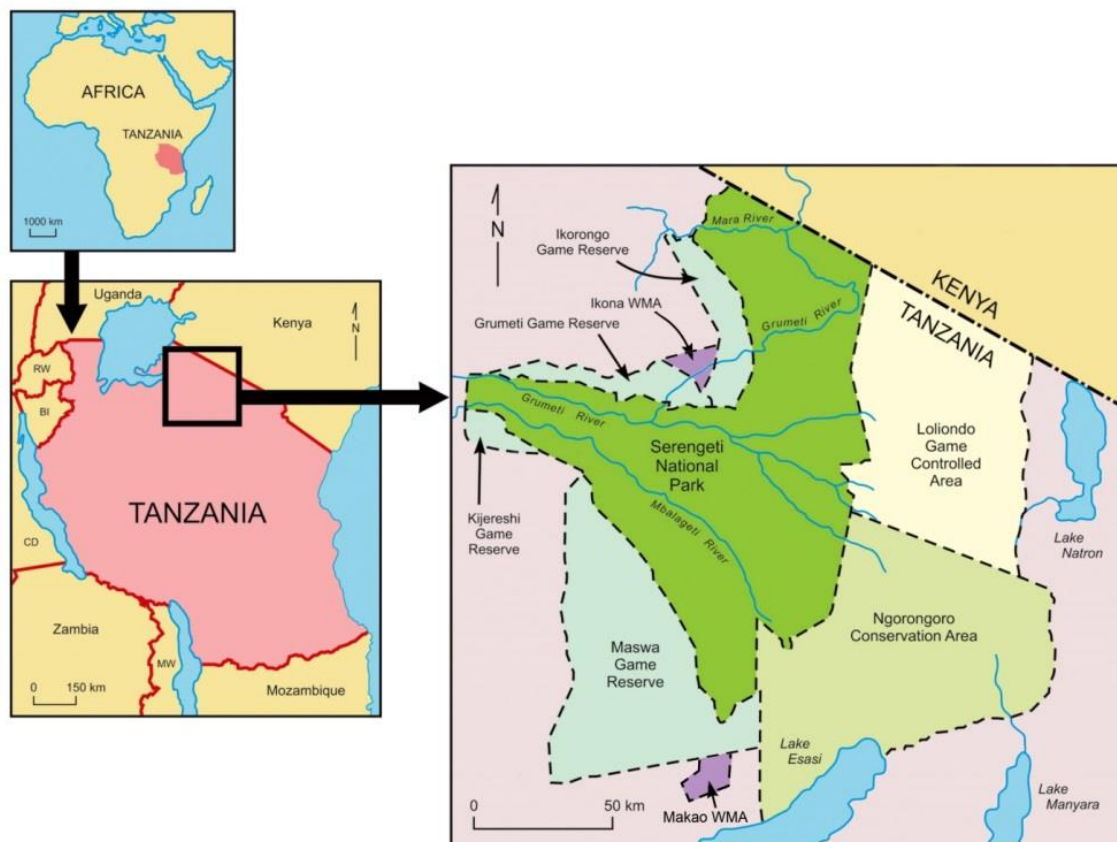 AFRICA
TANZANIA
1000 km
Uganda
N
Kenya
RW
BI
TANZANIA
CD
Zambia
MW
0 150 km
Mozambique
N
Mara River
Ikorongo
Game Reserve
Ikona WMA
Grumeti Game Reserve
Grumeti River
KENYA
TANZANIA
Grumeti River
Serengeti
National
Park
Loliondo
Game
Controlled
Area
Kijereshi
Game
Reserve
Mbalageti River
Lake
Natron
Maswa
Game
Reserve
Ngorongoro
Conservation Area
Lake
Esasi
0 50 km
Makao WMA
Lake
Manyara